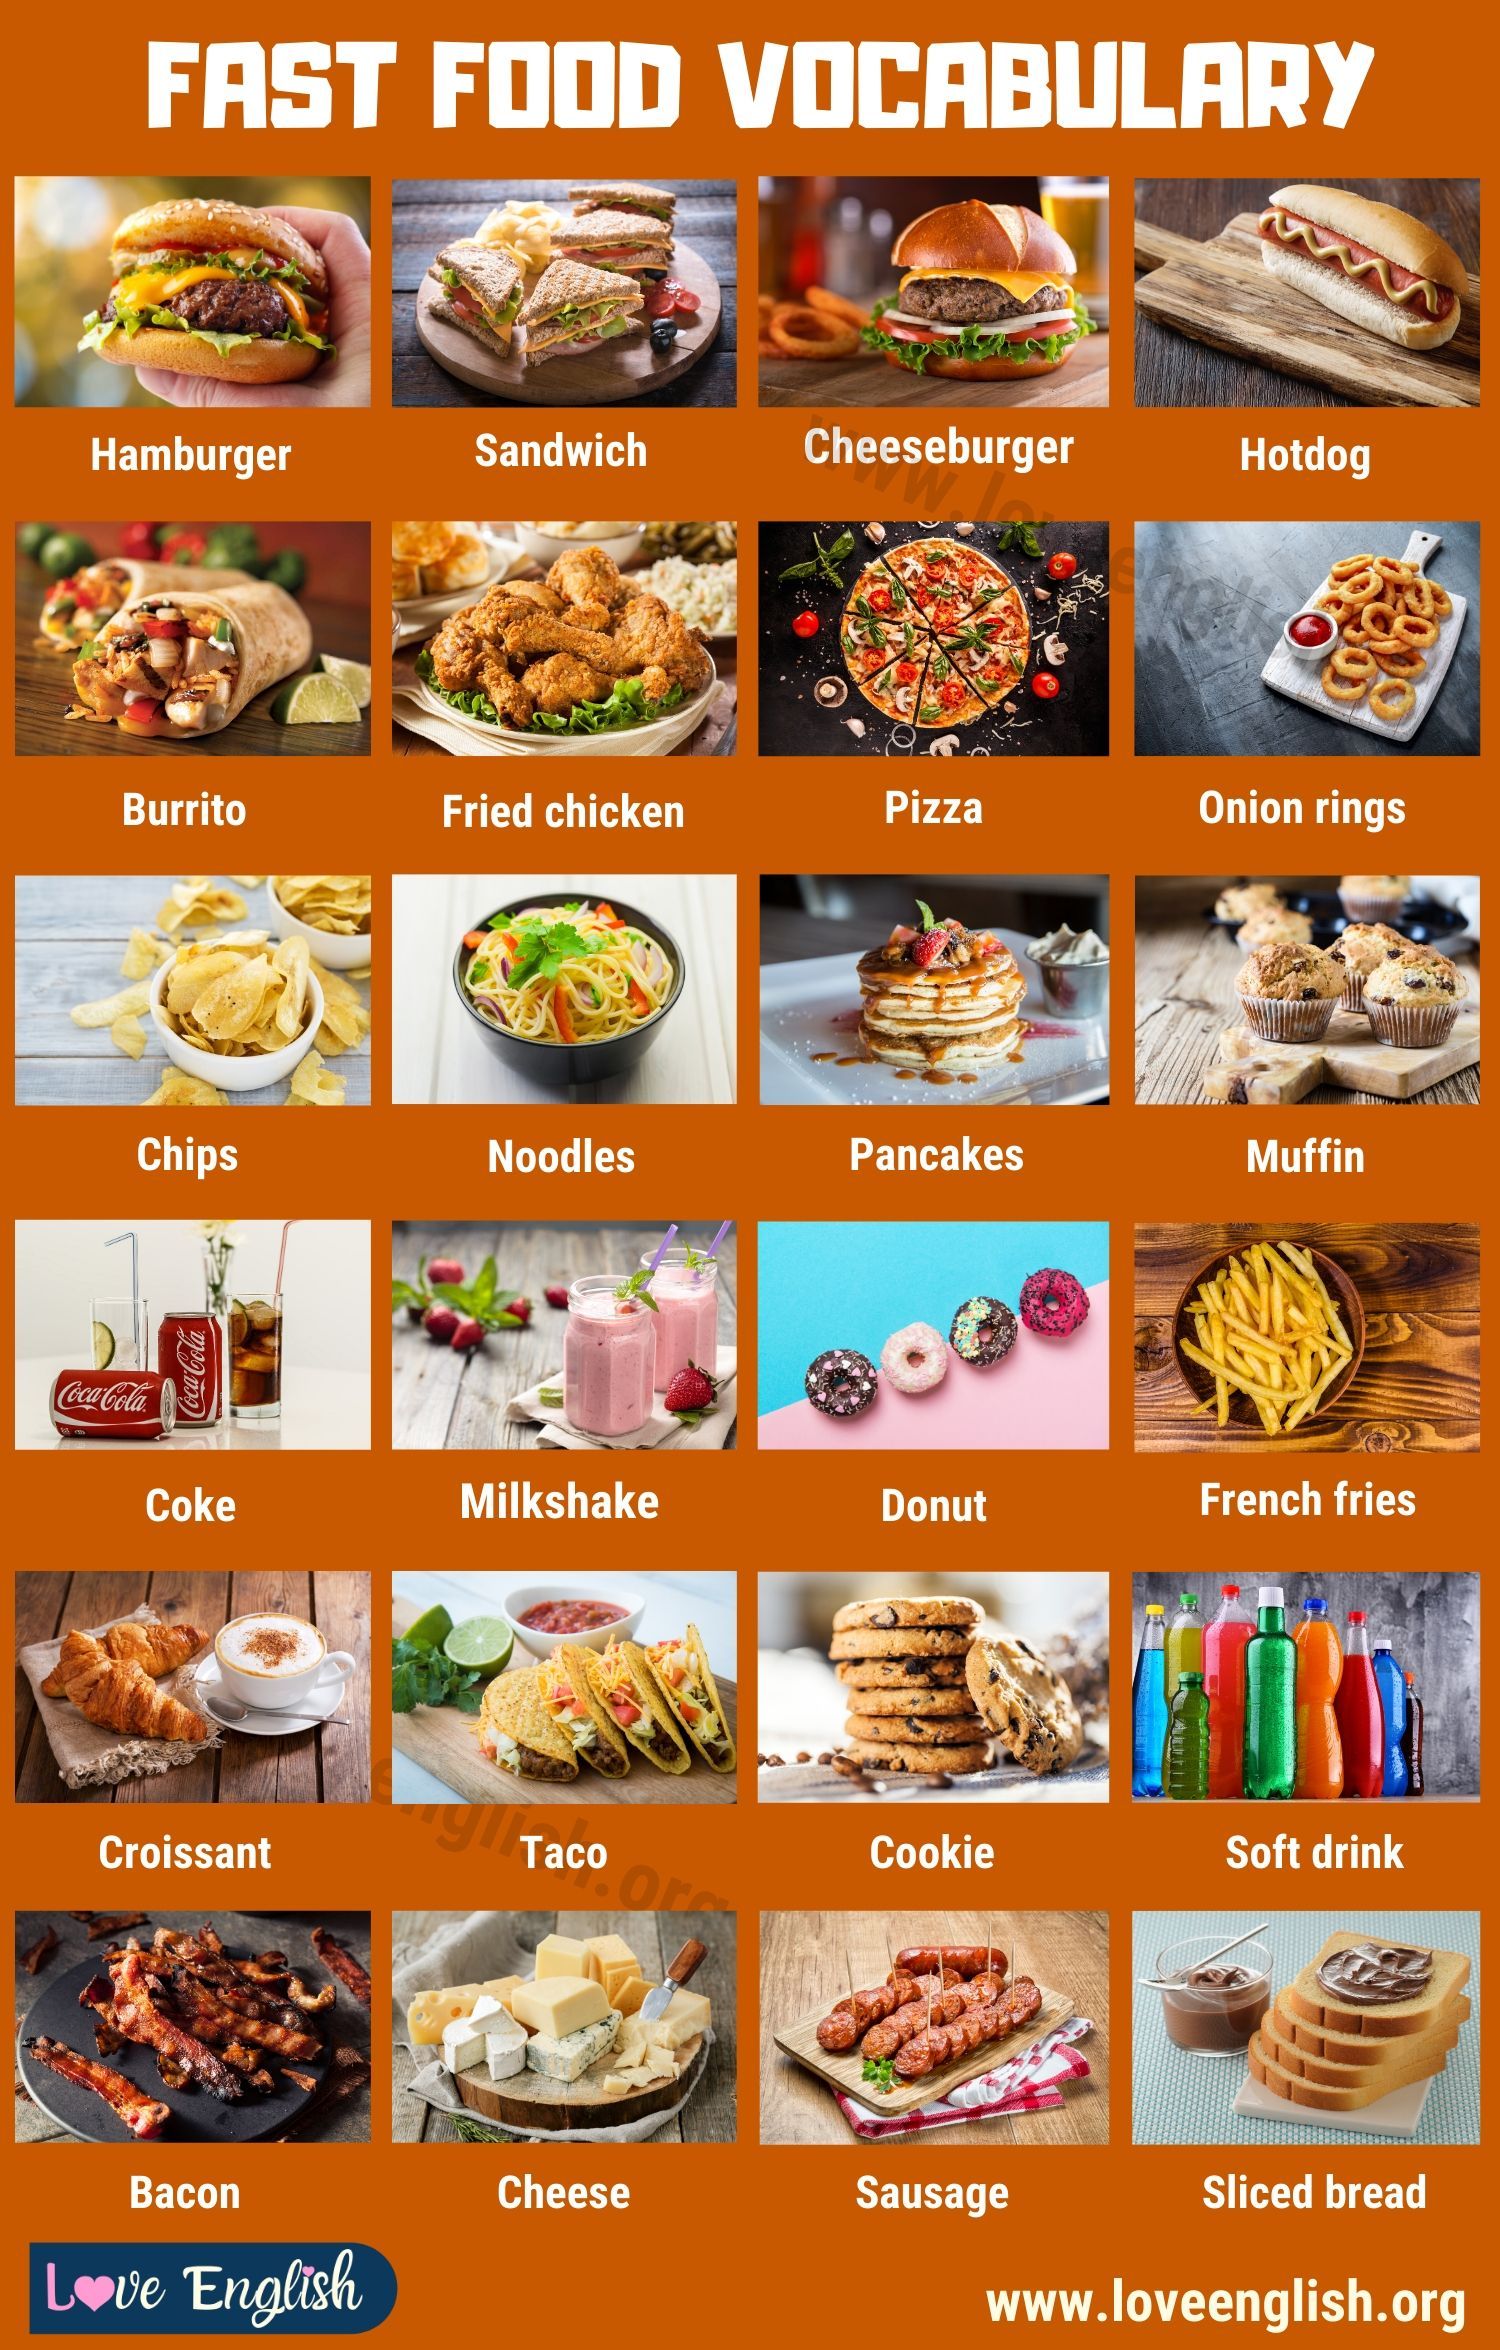 FAST FOOD VOCABULARY
Hamburger
Sandwich
Cheeseburger
Hotdog
Burrito
Fried chicken
Pizza
Onion rings
Chips
Noodles
Pancakes
Muffin
Coca-Cola
Coca-Cola
Coke
Milkshake
Donut
French fries
Croissant
Taco
Cookie
Soft drink
Bacon
Cheese
Sausage
Sliced bread
Love English
www.loveenglish.org